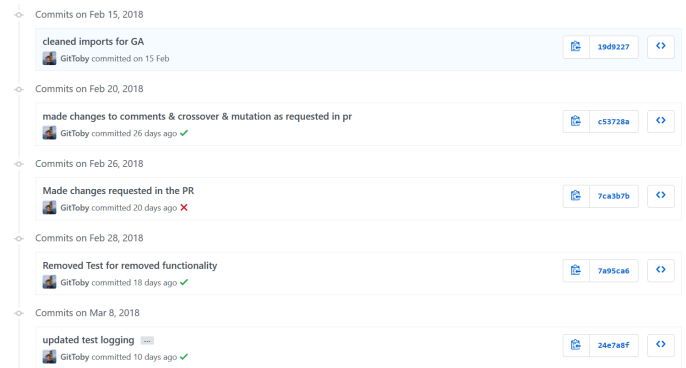 Commits on Feb 15, 2018
cleaned imports for GA
19d9227
GitToby committed on 15 Feb
Commits on Feb 20, 2018
made changes to comments & crossover & mutation as requested in pr
c53728a
GitToby committed 26 days ago
Commits on Feb 26, 2018
Made changes requested in the PR
7ca3b7b
GitToby committed 20 days ago
Commits on Feb 28, 2018
Removed Test for removed functionality
7a95ca6
GitToby committed 18 days ago
Commits on Mar 8, 2018
updated test logging ...
24e7a8f
GitToby committed 10 days ago